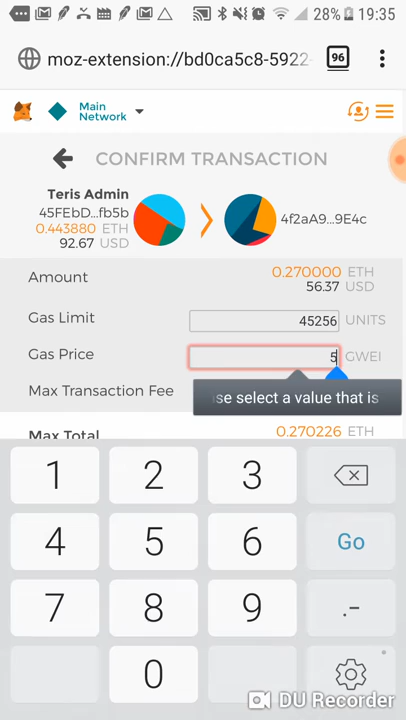 28% 19:35
moz-extension://bd0ca5c8-5922-
96
Main
Network
CONFIRM TRANSACTION
Teris Admin
45FEbD...fb5b
0.443880 ETH
92.67 USD
4f2aA9...9E4c
Amount 0.270000 ETH
56.37 USD
Gas Limit 45256 UNITS
Gas Price 5 GWEI
Max Transaction Fee
select a value that is
Max Total 0.270226 ETH
1 2 3
4 5 6 Go
7 8 9 .-
0
DU Recorder